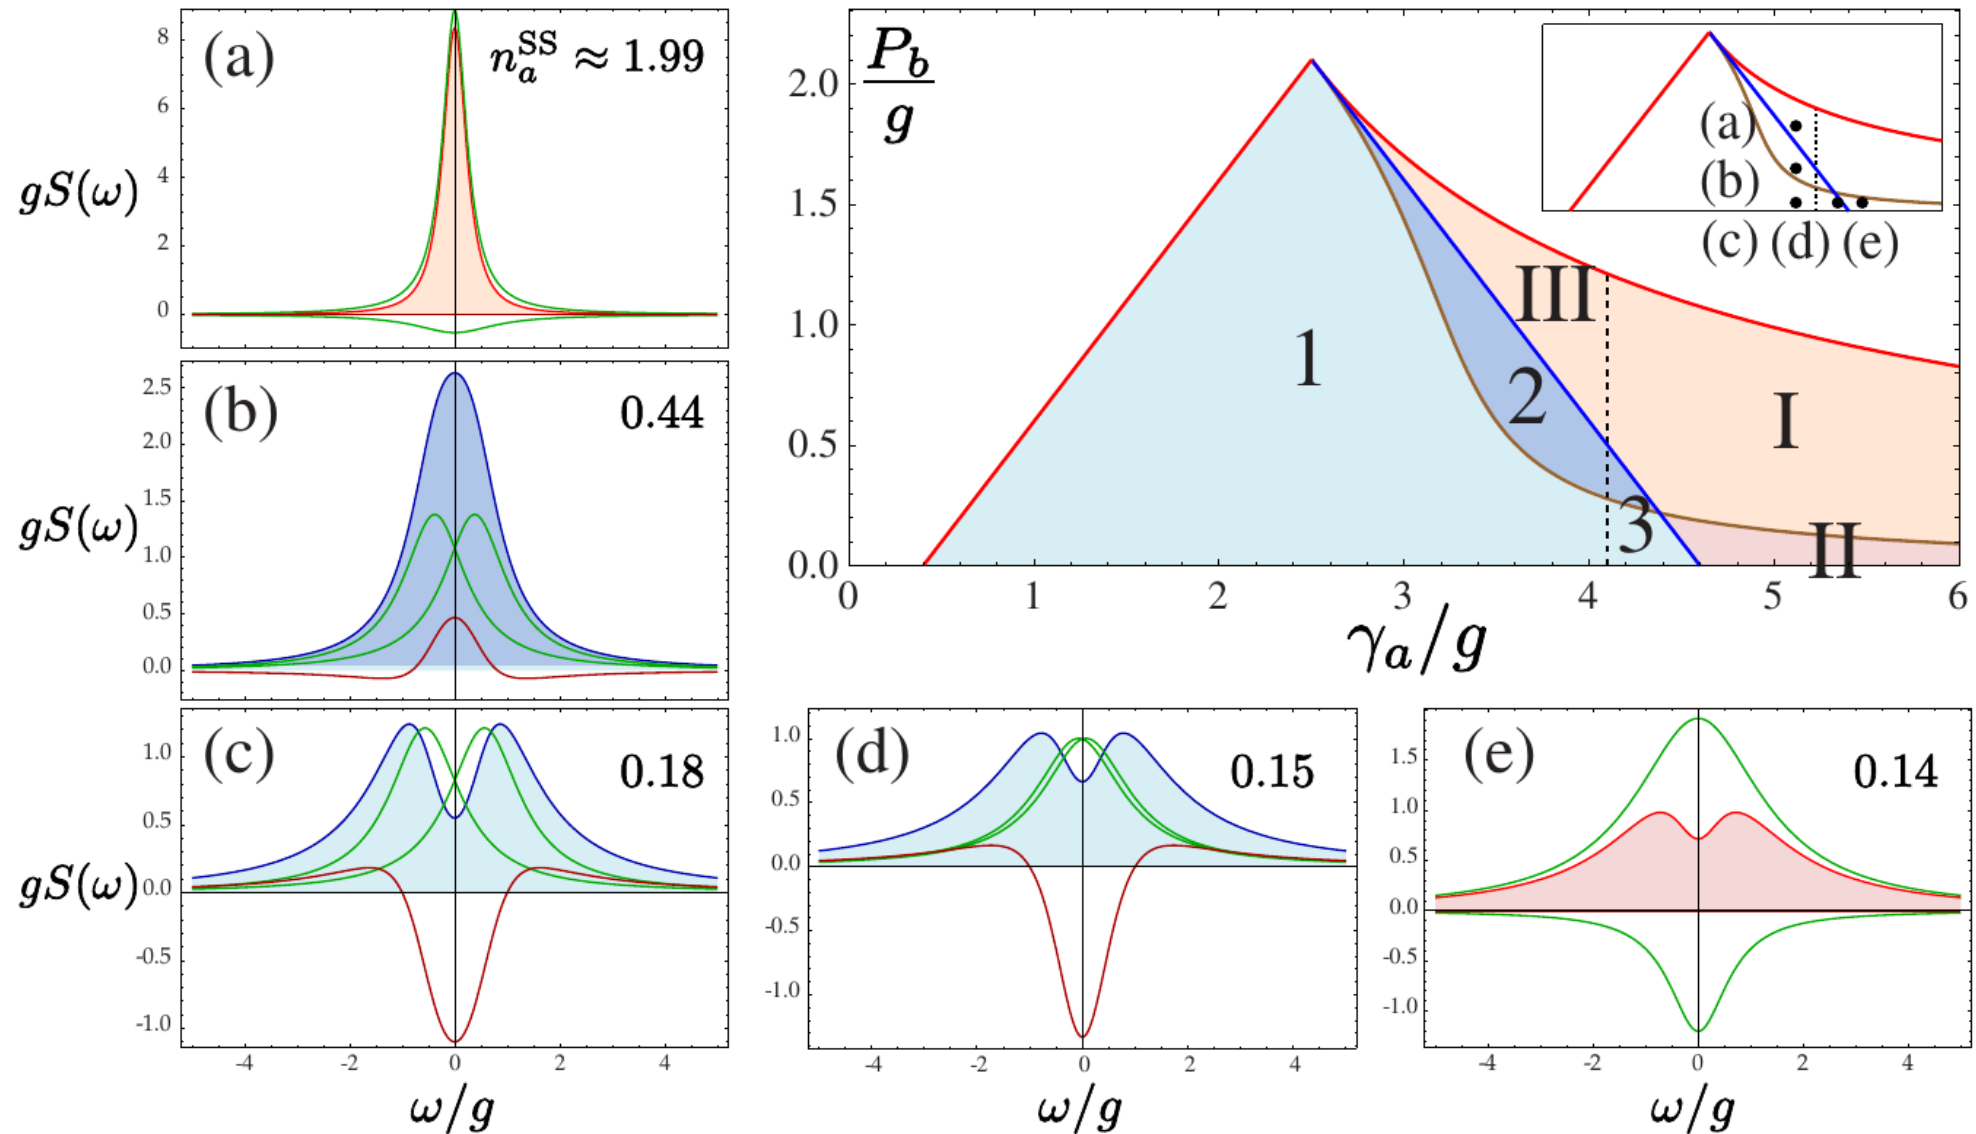 (a)
n_a^SS ≈ 1.99
gS(ω)
8
6
4
2
0
(b)
0.44
gS(ω)
2.5
2.0
1.5
1.0
0.5
0.0
(c)
0.18
gS(ω)
1.0
0.5
0.0
-0.5
-1.0
-4 -2 0 2 4
ω/g
P_b/g
2.0
1.5
1.0
0.5
0.0
0 1 2 3 4 5 6
γ_a/g
1
2
3
III
I
II
(a)
(b)
(c) (d) (e)
(d)
0.15
1.0
0.5
0.0
-0.5
-1.0
-4 -2 0 2 4
ω/g
(e)
0.14
1.5
1.0
0.5
0.0
-0.5
-1.0
-4 -2 0 2 4
ω/g